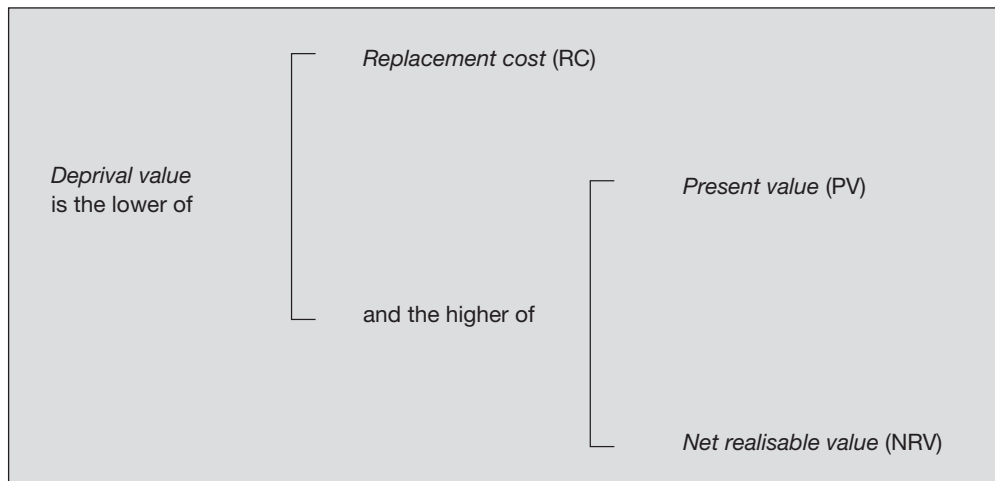 Replacement cost (RC)
Deprival value
is the lower of
Present value (PV)
and the higher of
Net realisable value (NRV)